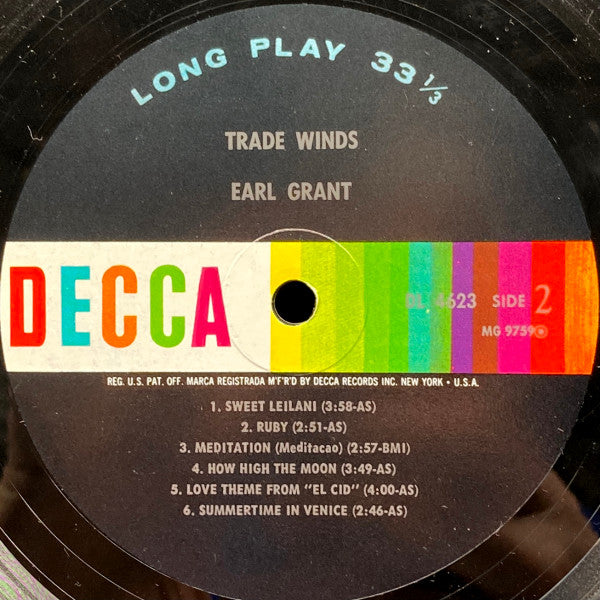 LONG PLAY 33 1/3
TRADE WINDS
EARL GRANT
DECCA
DL 4623 SIDE 2
MG 9759
REG. U.S. PAT. OFF. MARCA REGISTRADA M'F'R'D BY DECCA RECORDS INC. NEW YORK • U.S.A.
1. SWEET LEILANI (3:58-AS)
2. RUBY (2:51-AS)
3. MEDITATION (Meditacao) (2:57-BMI)
4. HOW HIGH THE MOON (3:49-AS)
5. LOVE THEME FROM "EL CID" (4:00-AS)
6. SUMMERTIME IN VENICE (2:46-AS)